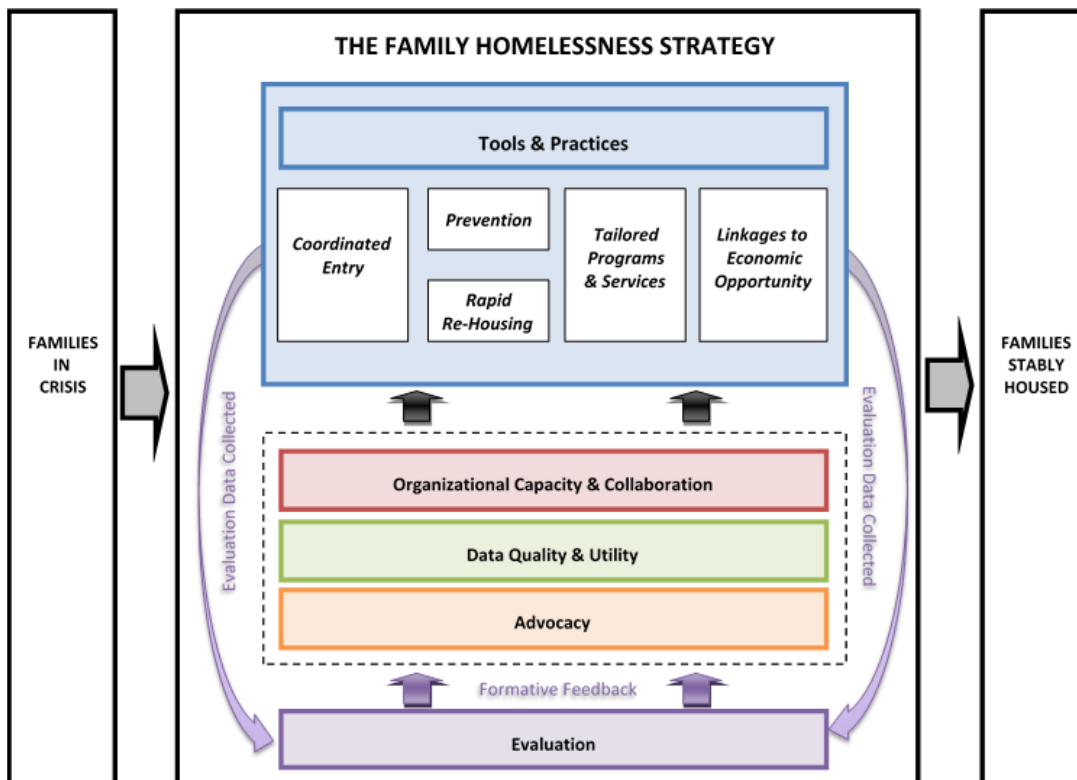 THE FAMILY HOMELESSNESS STRATEGY
FAMILIES
IN
CRISIS
Tools & Practices
Coordinated
Entry
Prevention
Rapid
Re-Housing
Tailored
Programs
& Services
Linkages to
Economic
Opportunity
Evaluation Data Collected
Organizational Capacity & Collaboration
Data Quality & Utility
Advocacy
Formative Feedback
Evaluation
Evaluation Data Collected
FAMILIES
STABLY
HOUSED